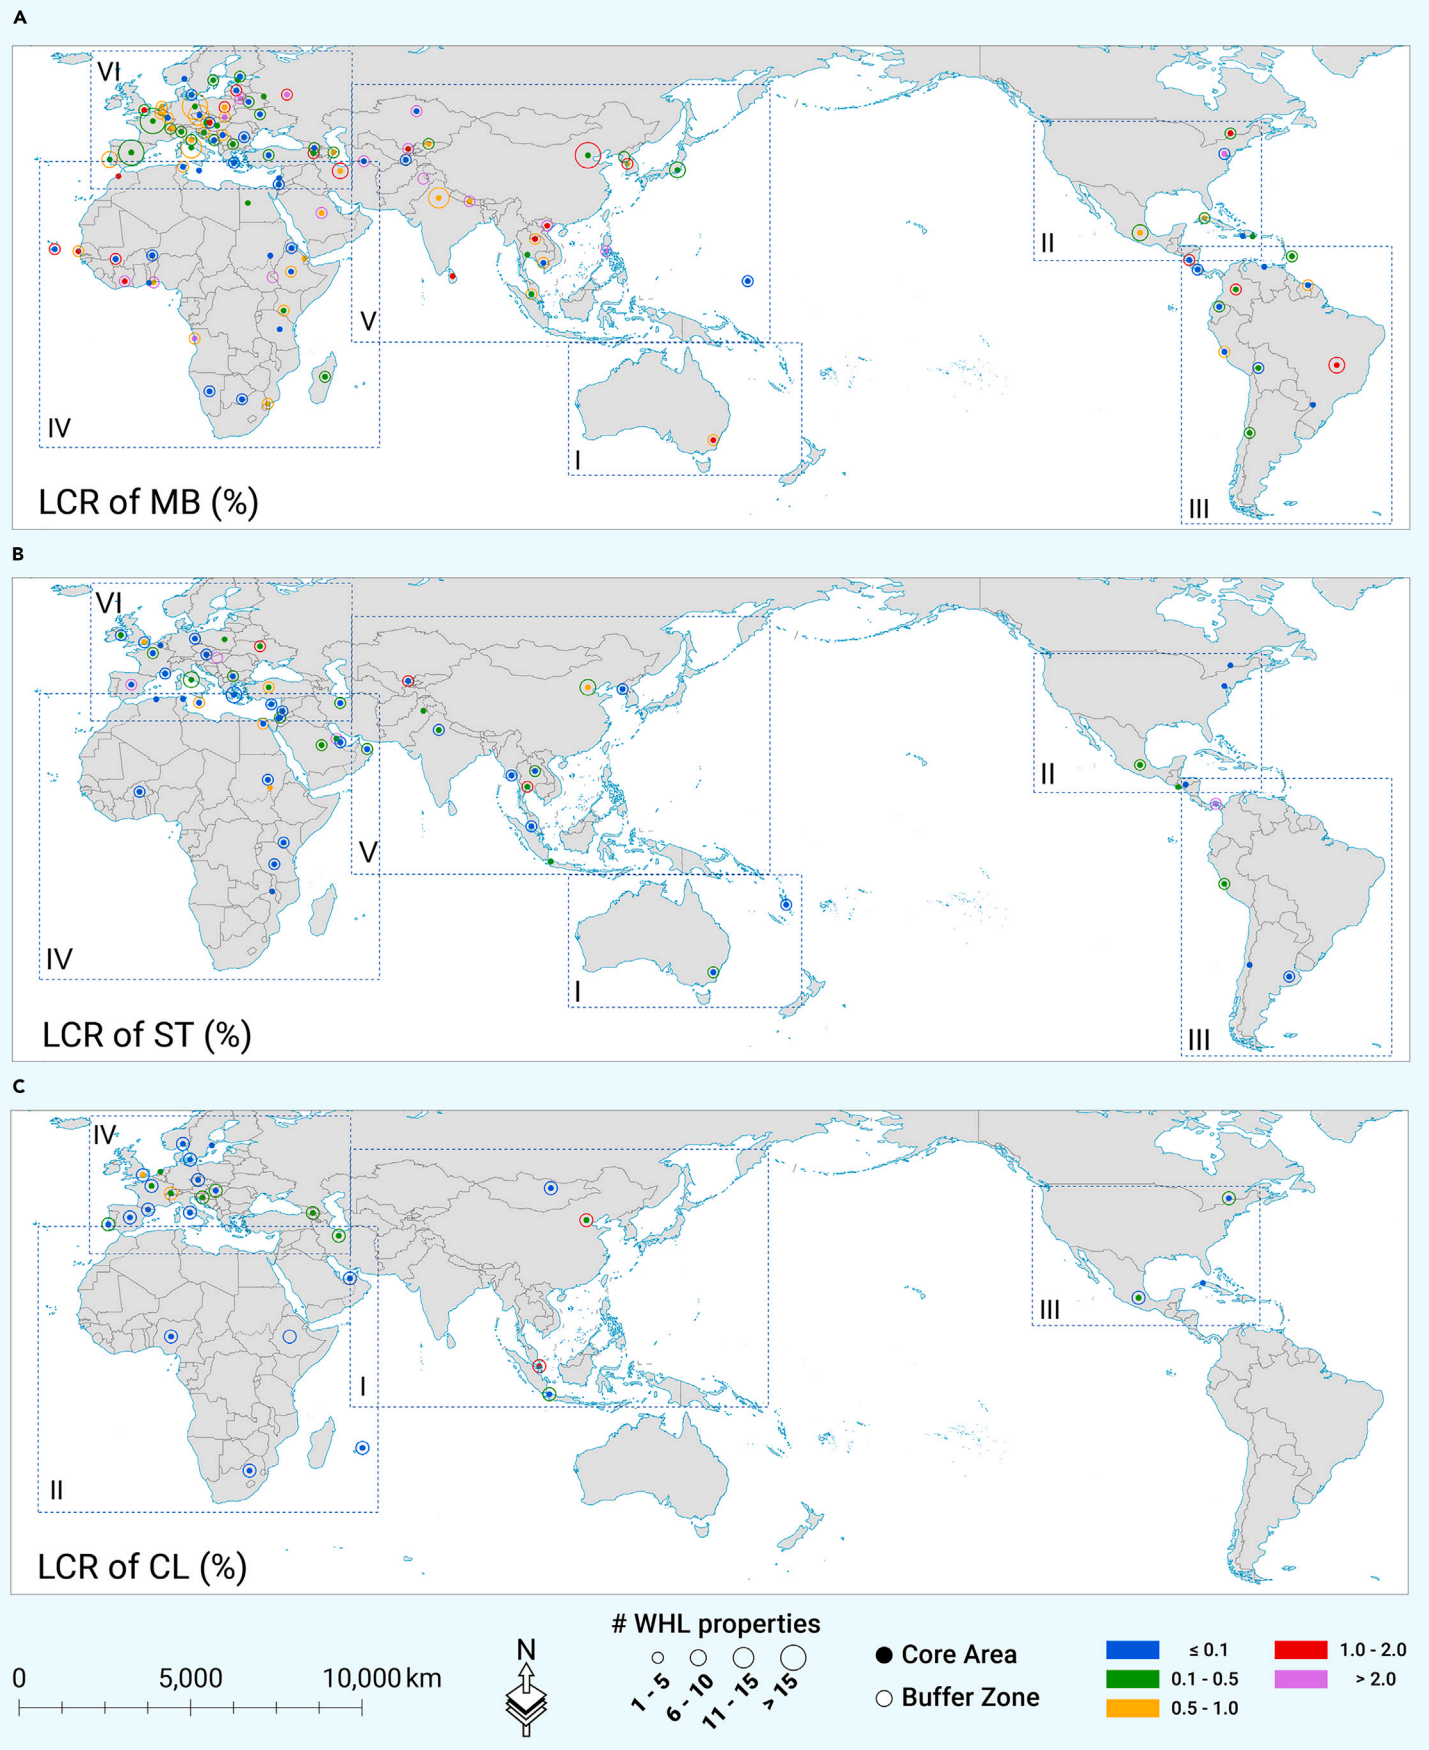 A
VI
II
V
IV
I
III
LCR of MB (%)
B
VI
II
V
IV
I
III
LCR of ST (%)
C
IV
III
I
II
LCR of CL (%)
# WHL properties
1 - 5
6 - 10
11 - 15
> 15
N
0 5,000 10,000 km
Core Area
Buffer Zone
≤ 0.1
0.1 - 0.5
0.5 - 1.0
1.0 - 2.0
> 2.0